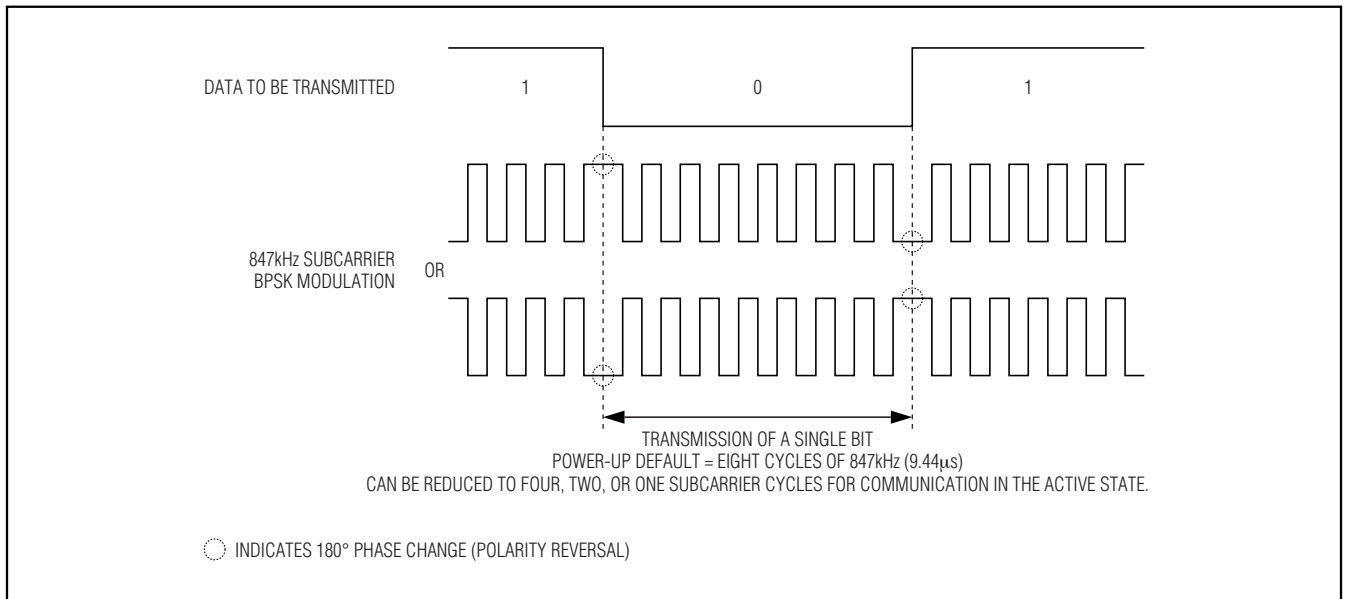 DATA TO BE TRANSMITTED 1 0 1
847kHz SUBCARRIER
BPSK MODULATION
OR
TRANSMISSION OF A SINGLE BIT
POWER-UP DEFAULT = EIGHT CYCLES OF 847kHz (9.44μs)
CAN BE REDUCED TO FOUR, TWO, OR ONE SUBCARRIER CYCLES FOR COMMUNICATION IN THE ACTIVE STATE.
INDICATES 180° PHASE CHANGE (POLARITY REVERSAL)